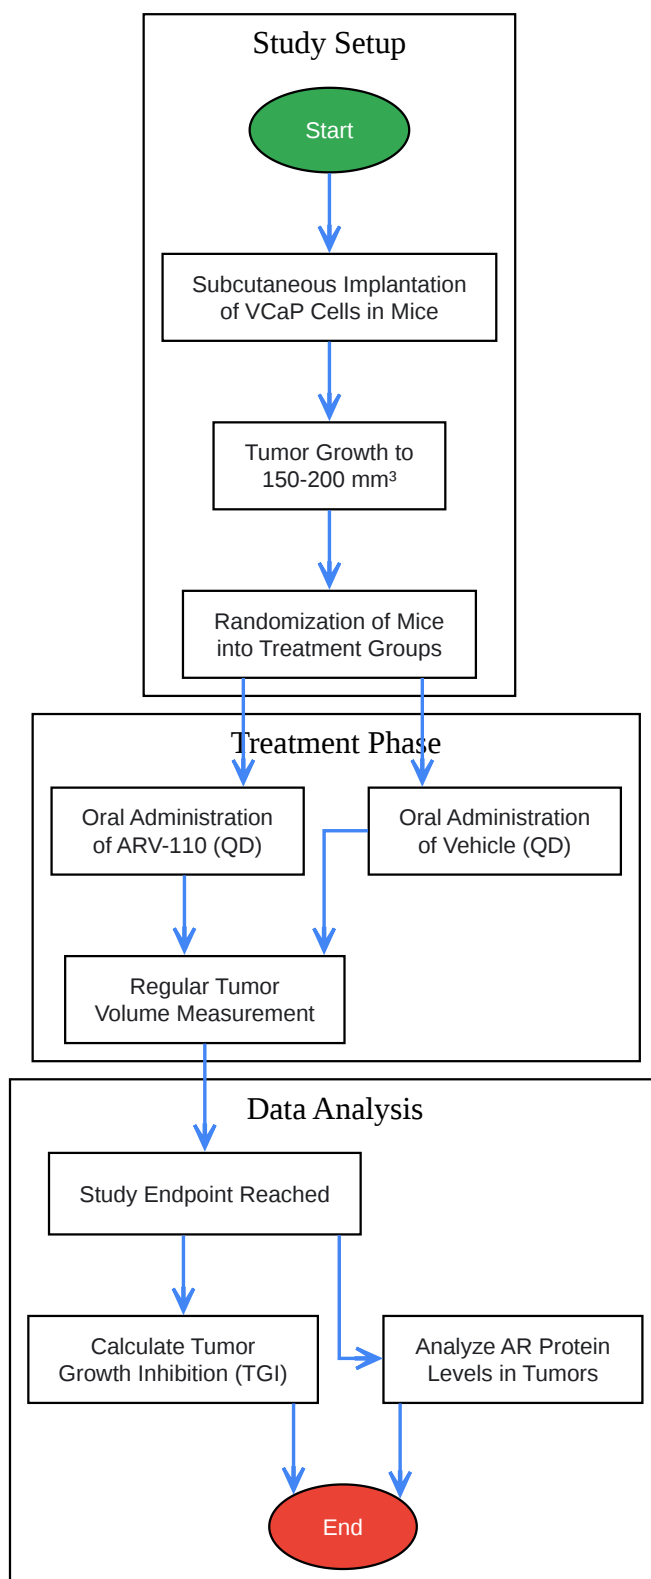 Study Setup
Start
Subcutaneous Implantation
of VCaP Cells in Mice
Tumor Growth to
150-200 mm³
Randomization of Mice
into Treatment Groups
Treatment Phase
Oral Administration
of ARV-110 (QD)
Oral Administration
of Vehicle (QD)
Regular Tumor
Volume Measurement
Data Analysis
Study Endpoint Reached
Calculate Tumor
Growth Inhibition (TGI)
Analyze AR Protein
Levels in Tumors
End